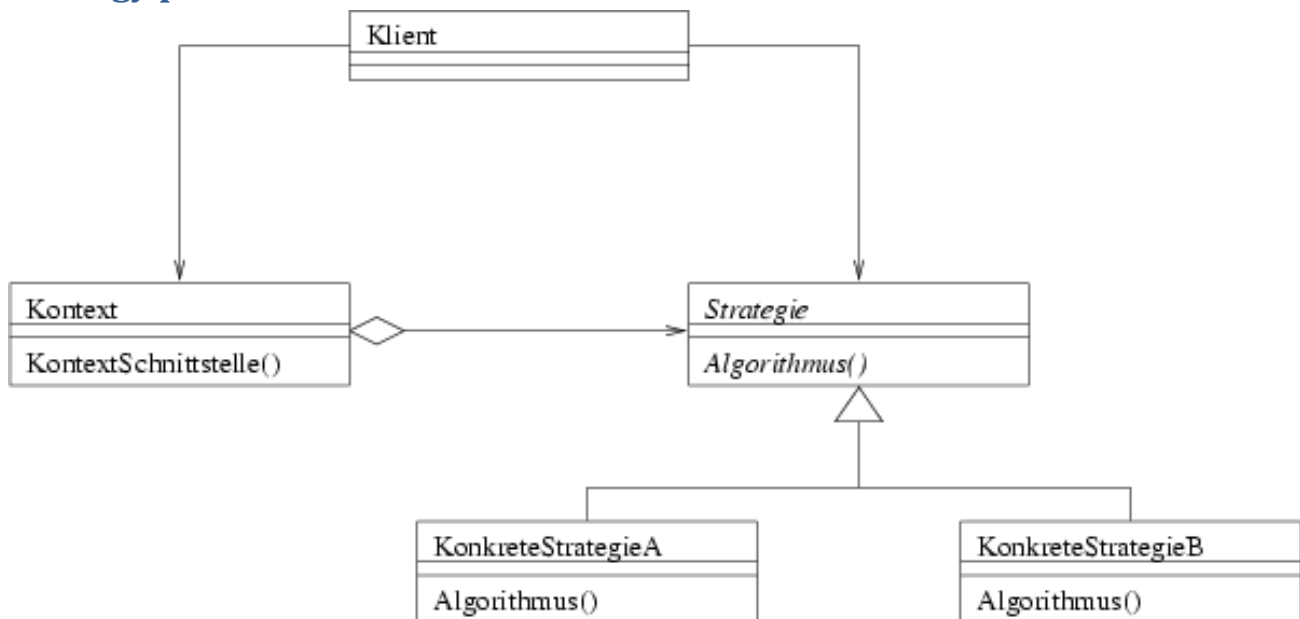 Klient
Kontext
KontextSchnittstelle()
Strategie
Algorithmus()
KonkreteStrategieA
Algorithmus()
KonkreteStrategieB
Algorithmus()